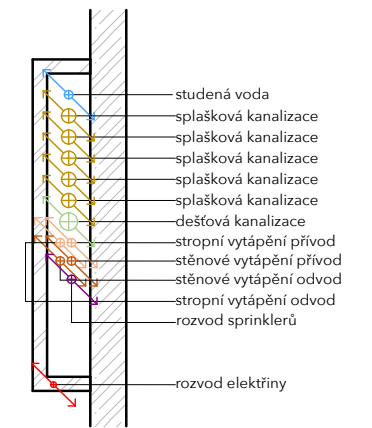 studená voda
splašková kanalizace
splašková kanalizace
splašková kanalizace
splašková kanalizace
splašková kanalizace
dešťová kanalizace
stropní vytápění přívod
stěnové vytápění přívod
stěnové vytápění odvod
stropní vytápění odvod
rozvod sprinklerů
rozvod elektřiny